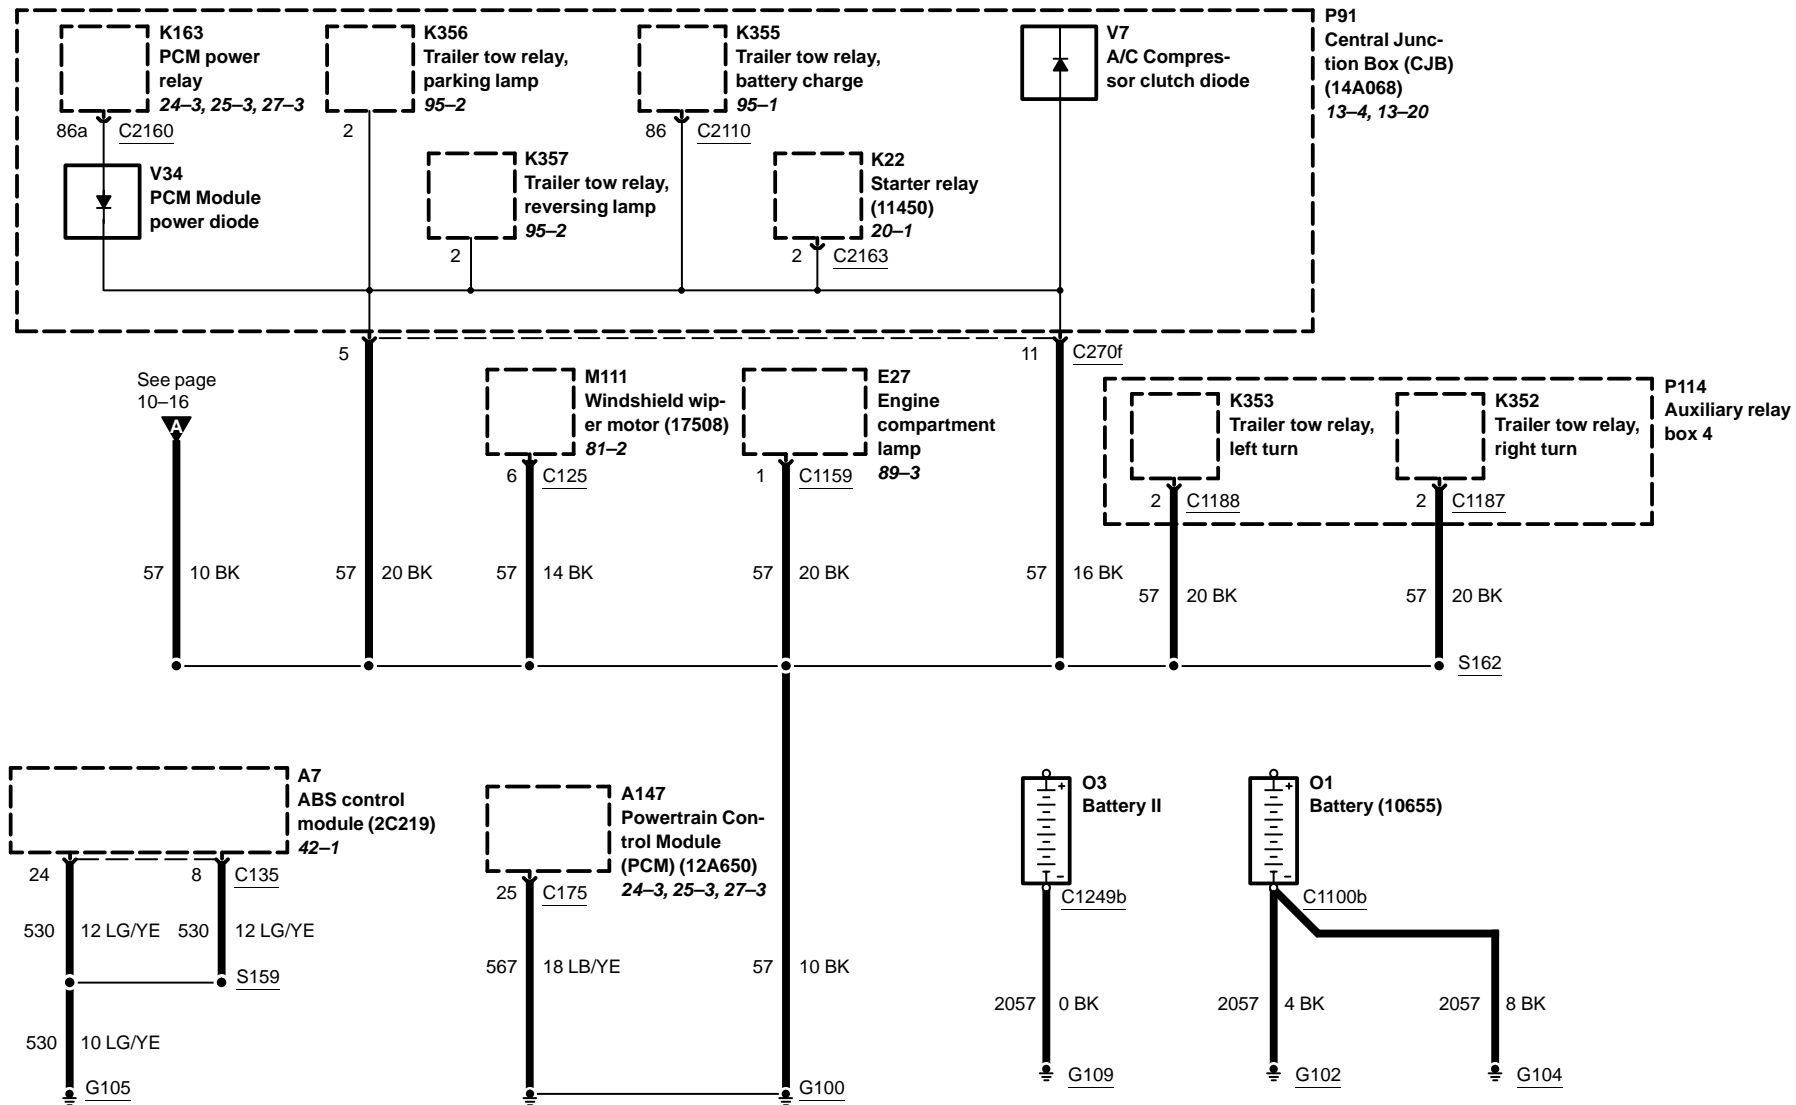 K163
PCM power
relay
24–3, 25–3, 27–3
86a
C2160
V34
PCM Module
power diode
K356
Trailer tow relay,
parking lamp
95–2
2
K357
Trailer tow relay,
reversing lamp
95–2
2
K355
Trailer tow relay,
battery charge
95–1
86
C2110
K22
Starter relay
(11450)
20–1
2
C2163
V7
A/C Compres-
sor clutch diode
P91
Central Junc-
tion Box (CJB)
(14A068)
13–4, 13–20
5
11
C270f
See page
10–16
A
M111
Windshield wip-
er motor (17508)
81–2
6
C125
E27
Engine
compartment
lamp
89–3
1
C1159
K353
Trailer tow relay,
left turn
2
C1188
K352
Trailer tow relay,
right turn
2
C1187
P114
Auxiliary relay
box 4
57
10 BK
57
20 BK
57
14 BK
57
20 BK
57
16 BK
57
20 BK
57
20 BK
S162
A7
ABS control
module (2C219)
42–1
24
8
C135
530
12 LG/YE
530
12 LG/YE
S159
530
10 LG/YE
G105
A147
Powertrain Con-
trol Module
(PCM) (12A650)
24–3, 25–3, 27–3
25
C175
567
18 LB/YE
57
10 BK
G100
+
-
O3
Battery II
C1249b
2057
0 BK
G109
+
-
O1
Battery (10655)
C1100b
2057
4 BK
G102
2057
8 BK
G104